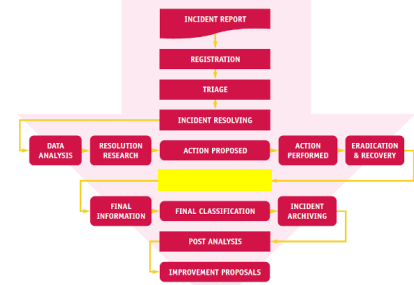 INCIDENT REPORT
REGISTRATION
TRIAGE
INCIDENT RESOLVING
DATA
ANALYSIS
RESOLUTION
RESEARCH
ACTION PROPOSED
ACTION
PERFORMED
ERADICATION
& RECOVERY
FINAL
INFORMATION
FINAL CLASSIFICATION
INCIDENT
ARCHIVING
POST ANALYSIS
IMPROVEMENT PROPOSALS